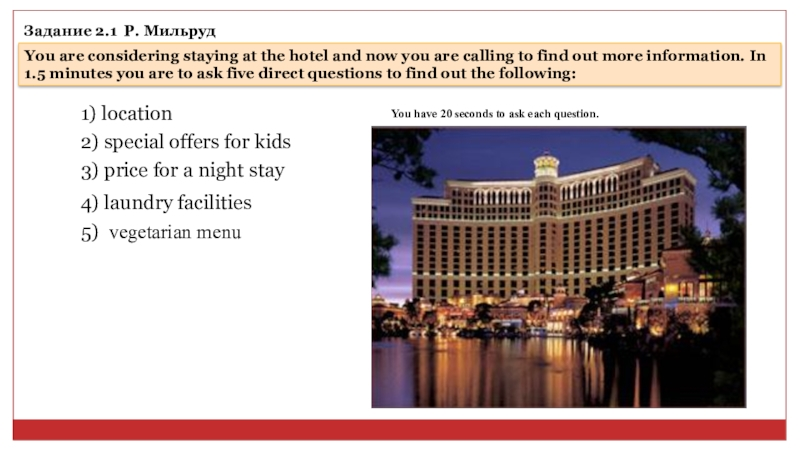 Задание 2.1 Р. Мильруд
You are considering staying at the hotel and now you are calling to find out more information. In
1.5 minutes you are to ask five direct questions to find out the following:
1) location
You have 20 seconds to ask each question.
2) special offers for kids
3) price for a night stay
4) laundry facilities
5) vegetarian menu